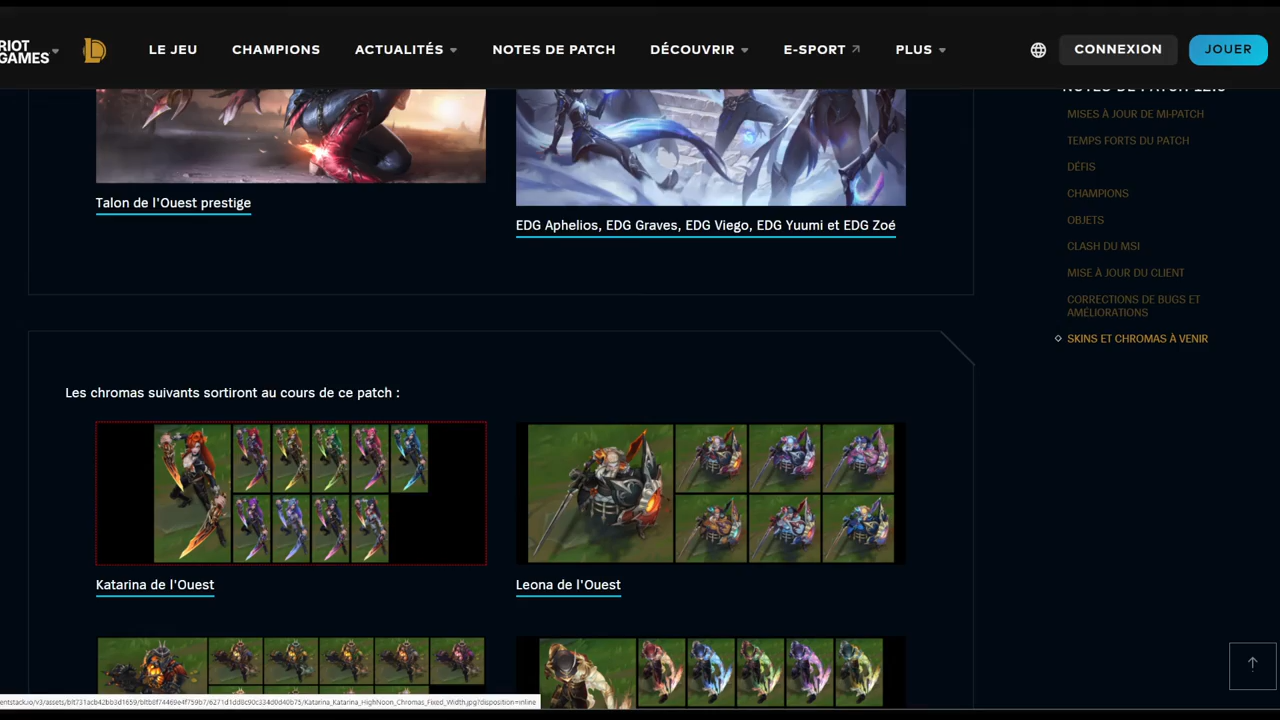 RIOT GAMES LE JEU CHAMPIONS ACTUALITÉS NOTES DE PATCH DÉCOUVRIR E-SPORT PLUS CONNEXION JOUER
NOTES DE PATCH
MISES À JOUR DE MI-PATCH
TEMPS FORTS DU PATCH
DÉFIS
CHAMPIONS
OBJETS
CLASH DU MSI
MISE À JOUR DU CLIENT
CORRECTIONS DE BUGS ET
AMÉLIORATIONS
SKINS ET CHROMAS À VENIR
Talon de l'Ouest prestige
EDG Aphelios, EDG Graves, EDG Viego, EDG Yuumi et EDG Zoé
Les chromas suivants sortiront au cours de ce patch :
Katarina de l'Ouest
Leona de l'Ouest